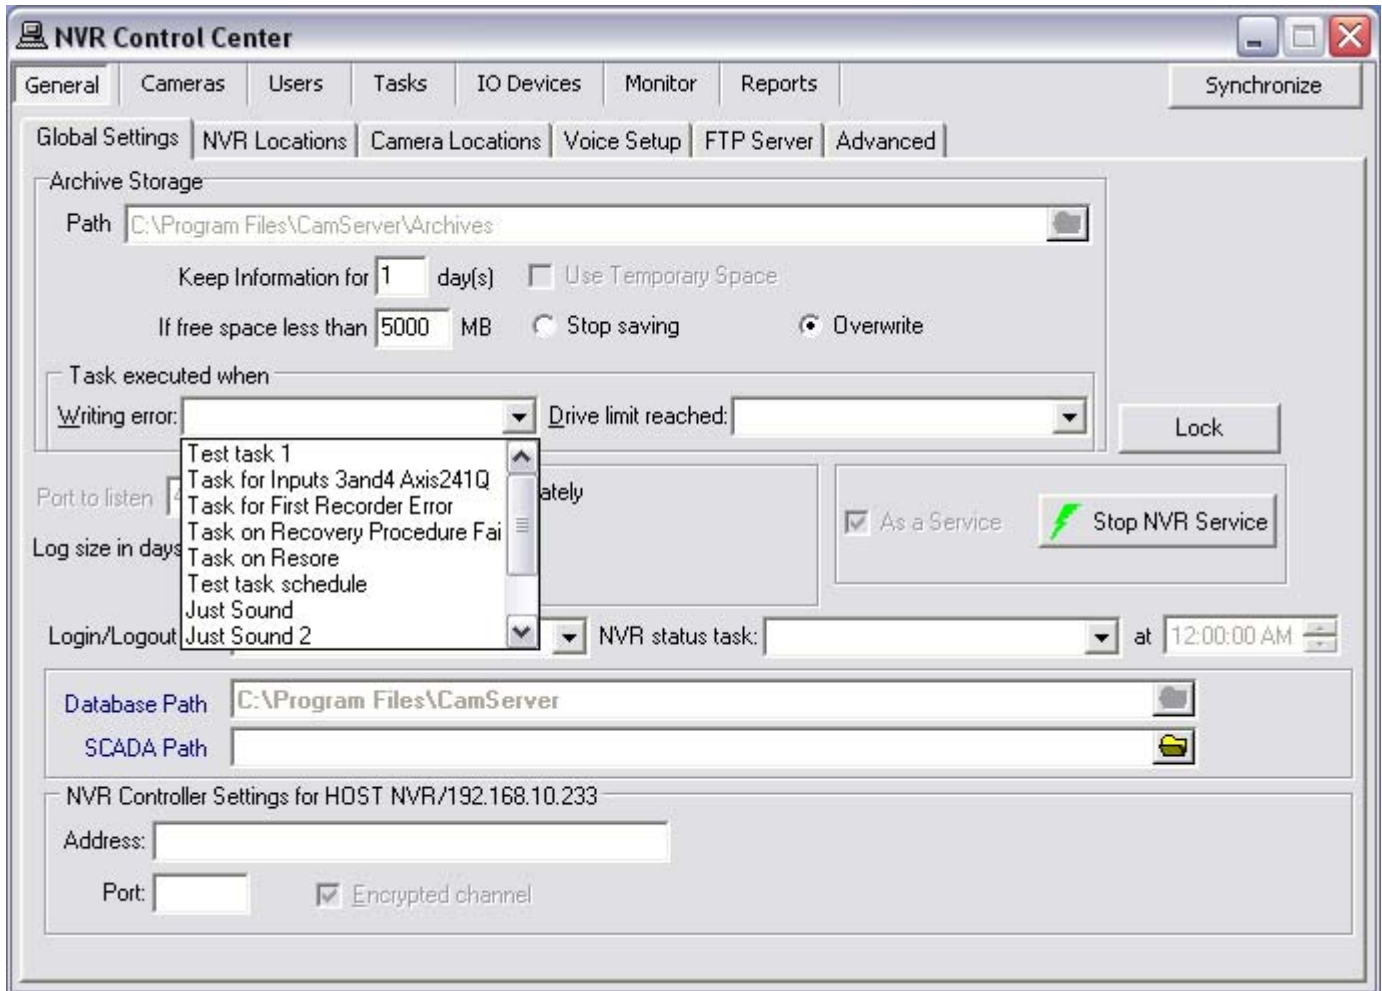 NVR Control Center
General Cameras Users Tasks IO Devices Monitor Reports Synchronize
Global Settings NVR Locations Camera Locations Voice Setup FTP Server Advanced
Archive Storage
Path C:\Program Files\CamServer\Archives
Keep Information for 1 day(s) Use Temporary Space
If free space less than 5000 MB Stop saving Overwrite
Task executed when
Writing error: Drive limit reached:
Lock
Test task 1
Task for Inputs 3and4 Axis241Q
Task for First Recorder Error
Task on Recovery Procedure Fai
Task on Resore
Test task schedule
Just Sound
Just Sound 2
Port to listen
Log size in days
As a Service Stop NVR Service
Login/Logout NVR status task: at 12:00:00 AM
Database Path C:\Program Files\CamServer
SCADA Path
NVR Controller Settings for HOST NVR/192.168.10.233
Address:
Port: Encrypted channel